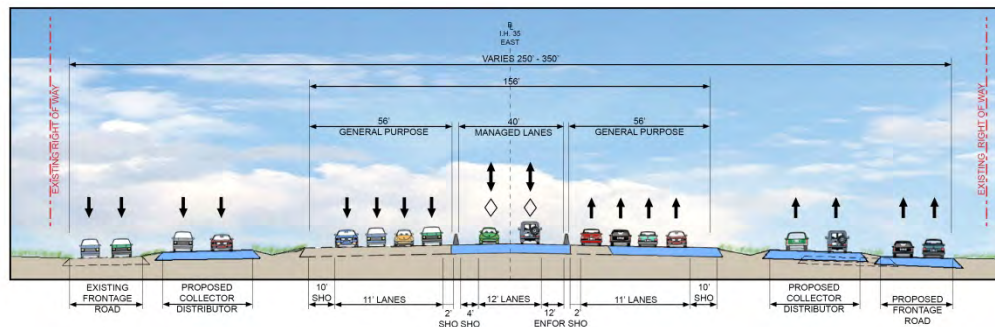 B
L
I.H. 35
EAST
VARIES 250' - 350'
156'
56'
GENERAL PURPOSE
40'
MANAGED LANES
56'
GENERAL PURPOSE
EXISTING RIGHT OF WAY
EXISTING RIGHT OF WAY
EXISTING
FRONTAGE
ROAD
PROPOSED
COLLECTOR
DISTRIBUTOR
10'
SHO
11' LANES
2'
SHO
4'
SHO
12' LANES
12'
ENFOR SHO
2'
SHO
11' LANES
10'
SHO
PROPOSED
COLLECTOR
DISTRIBUTOR
PROPOSED
FRONTAGE
ROAD